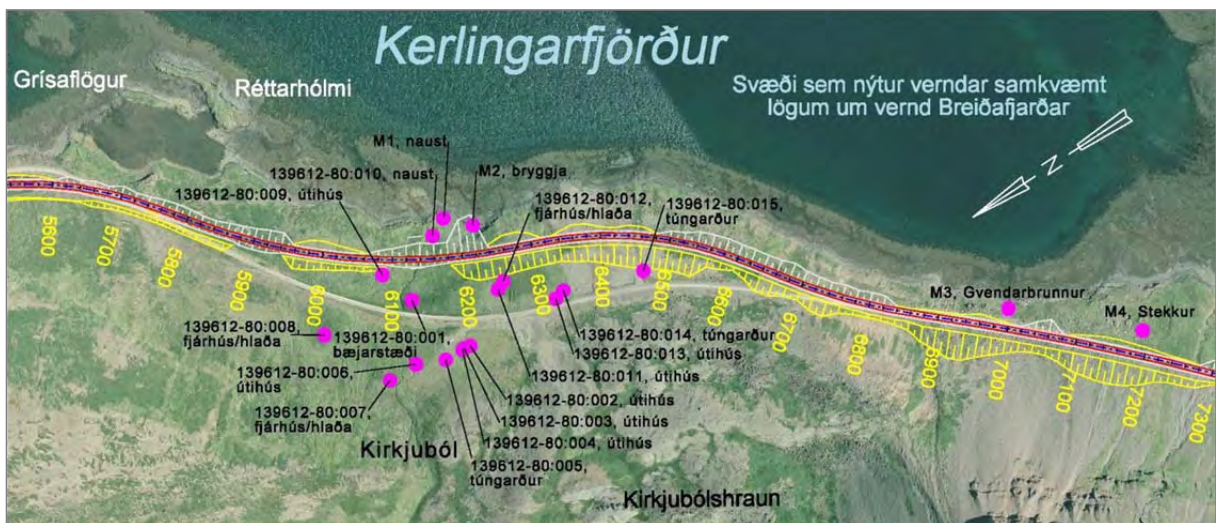 Kerlingarfjörður
Grísaflögur
Réttarhólmi
Svæði sem nýtur verndar samkvæmt
lögum um vernd Breiðafjarðar
N
M1, naust
139612-80:010, naust
139612-80:009, útihús
M2, bryggja
139612-80:012,
fjárhús/hlaða
139612-80:015,
túngarður
5600
5700
5800
5900
6000
6100
6200
6300
6400
6500
6600
6700
6800
6900
7000
7100
7200
7300
M3, Gvendarbrunnur
M4, Stekkur
139612-80:008,
fjárhús/hlaða
139612-80:001,
bæjarstæði
139612-80:014, túngarður
139612-80:013, útihús
139612-80:006,
útihús
139612-80:011, útihús
139612-80:002, útihús
139612-80:007,
fjárhús/hlaða
139612-80:003, útihús
139612-80:004, útihús
Kirkjuból
139612-80:005,
túngarður
Kirkjubólshraun